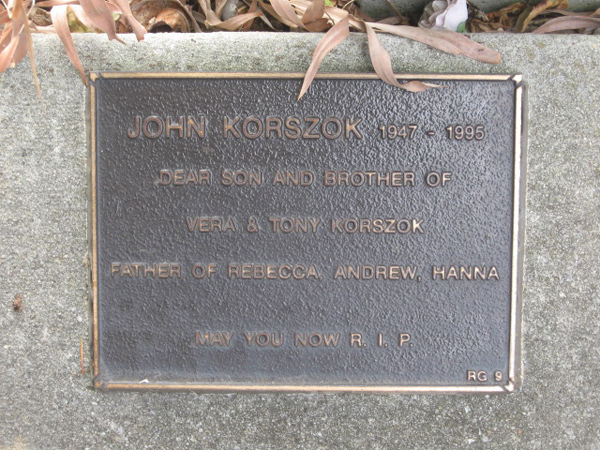 JOHN KORSZOK 1947 - 1995
DEAR SON AND BROTHER OF
VERA & TONY KORSZOK
FATHER OF REBECCA, ANDREW, HANNA
MAY YOU NOW R. I. P.
RG 9